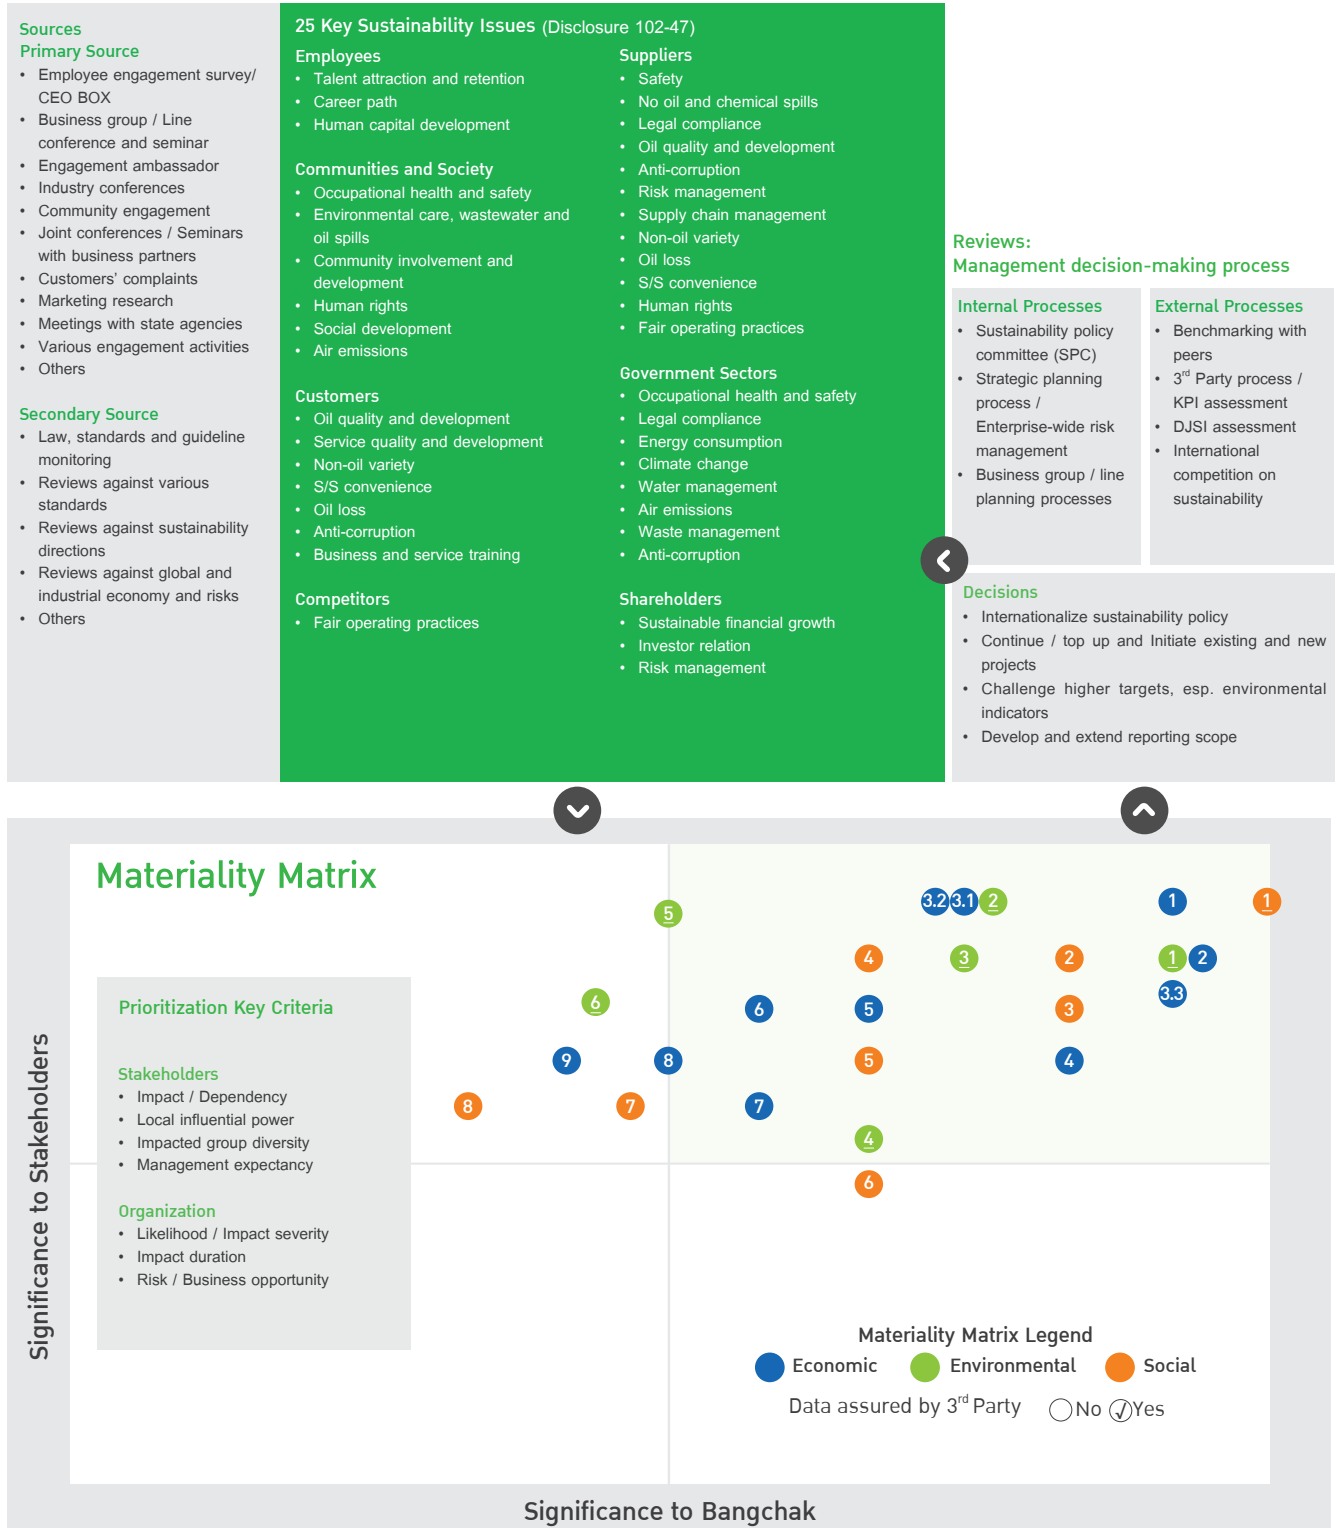 Sources
Primary Source
• Employee engagement survey/
CEO BOX
• Business group / Line
conference and seminar
• Engagement ambassador
• Industry conferences
• Community engagement
• Joint conferences / Seminars
with business partners
• Customers' complaints
• Marketing research
• Meetings with state agencies
• Various engagement activities
• Others
Secondary Source
• Law, standards and guideline
monitoring
• Reviews against various
standards
• Reviews against sustainability
directions
• Reviews against global and
industrial economy and risks
• Others
25 Key Sustainability Issues (Disclosure 102-47)
Employees
• Talent attraction and retention
• Career path
• Human capital development
Communities and Society
• Occupational health and safety
• Environmental care, wastewater and
oil spills
• Community involvement and
development
• Human rights
• Social development
• Air emissions
Customers
• Oil quality and development
• Service quality and development
• Non-oil variety
• S/S convenience
• Oil loss
• Anti-corruption
• Business and service training
Competitors
• Fair operating practices
Suppliers
• Safety
• No oil and chemical spills
• Legal compliance
• Oil quality and development
• Anti-corruption
• Risk management
• Supply chain management
• Non-oil variety
• Oil loss
• S/S convenience
• Human rights
• Fair operating practices
Government Sectors
• Occupational health and safety
• Legal compliance
• Energy consumption
• Climate change
• Water management
• Air emissions
• Waste management
• Anti-corruption
Shareholders
• Sustainable financial growth
• Investor relation
• Risk management
Reviews:
Management decision-making process
Internal Processes
• Sustainability policy
committee (SPC)
• Strategic planning
process /
Enterprise-wide risk
management
• Business group / line
planning processes
External Processes
• Benchmarking with
peers
• 3rd Party process /
KPI assessment
• DJSI assessment
• International
competition on
sustainability
Decisions
• Internationalize sustainability policy
• Continue / top up and Initiate existing and new
projects
• Challenge higher targets, esp. environmental
indicators
• Develop and extend reporting scope
Materiality Matrix
Prioritization Key Criteria
Stakeholders
• Impact / Dependency
• Local influential power
• Impacted group diversity
• Management expectancy
Organization
• Likelihood / Impact severity
• Impact duration
• Risk / Business opportunity
3.2 3.1 2 1 1
5
4 3 2 1 2
3.3
6 6 5 3
9 8 5 4
8 7 7
4
6
Materiality Matrix Legend
Economic Environmental Social
Data assured by 3rd Party No √ Yes
Significance to Stakeholders
Significance to Bangchak